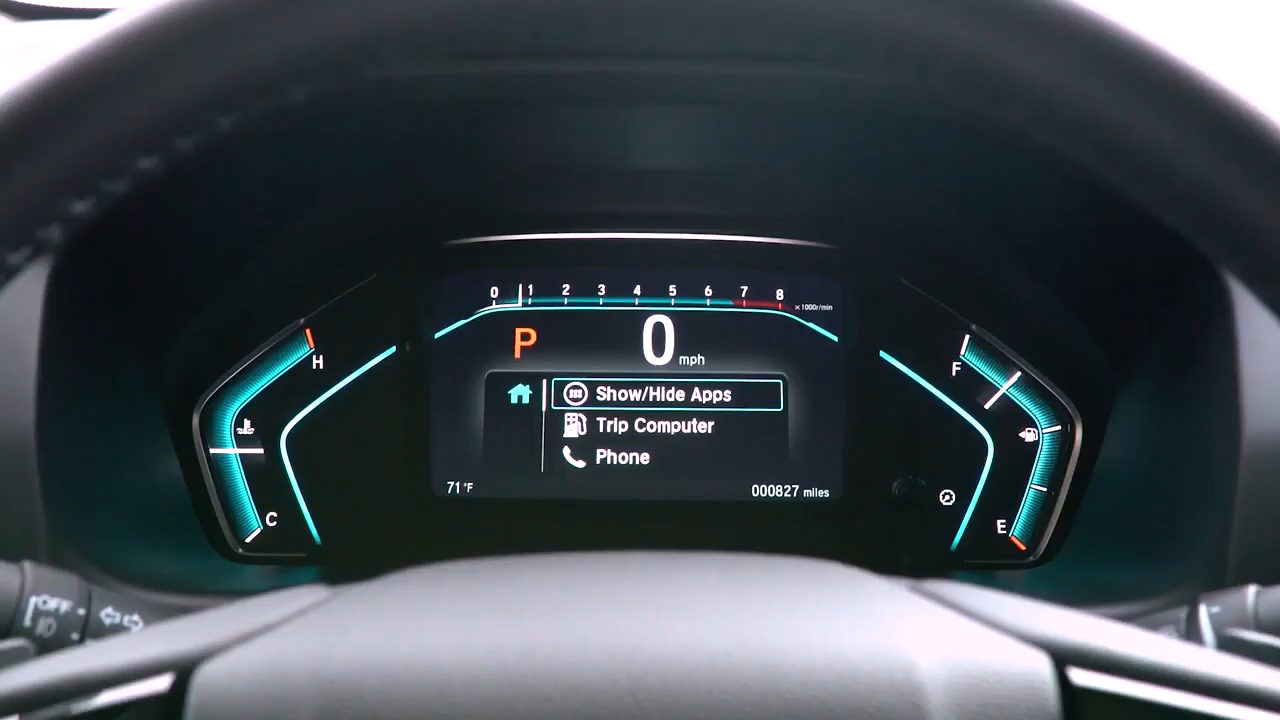 0 1 2 3 4 5 6 7 8
x1000r/min
P 0 mph
Show/Hide Apps
Trip Computer
Phone
71°F
000827 miles
H
C
F
E
OFF